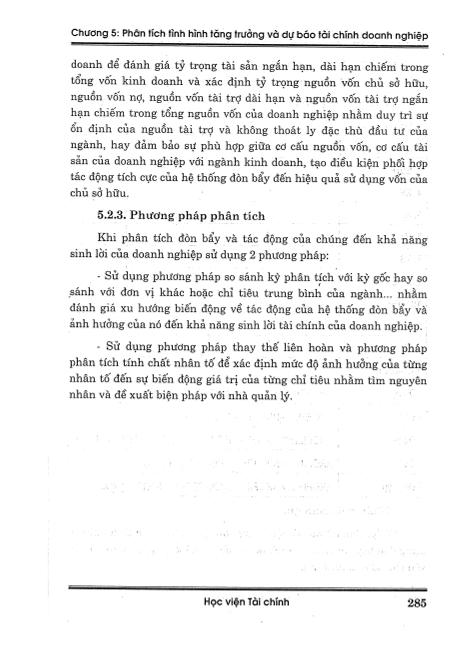 Chương 5: Phân tích tình hình tăng trưởng và dự báo tài chính doanh nghiệp
doanh để đánh giá tỷ trọng tài sản ngắn hạn, dài hạn chiếm trong
tổng vốn kinh doanh và xác định tỷ trọng nguồn vốn chủ sở hữu,
nguồn vốn nợ, nguồn vốn tài trợ dài hạn và nguồn vốn tài trợ ngắn
hạn chiếm trong tổng nguồn vốn của doanh nghiệp nhằm duy trì sự
ổn định của nguồn tài trợ và không thoát ly đặc thù đầu tư của
ngành, hay đảm bảo sự phù hợp giữa cơ cấu nguồn vốn, cơ cấu tài
sản của doanh nghiệp với ngành kinh doanh, tạo điều kiện phối hợp
tác động tích cực của hệ thống đòn bẩy đến hiệu quả sử dụng vốn của
chủ sở hữu.
5.2.3. Phương pháp phân tích
Khi phân tích đòn bẩy và tác động của chúng đến khả năng
sinh lời của doanh nghiệp sử dụng 2 phương pháp:
- Sử dụng phương pháp so sánh kỳ phân tích với kỳ gốc hay so
sánh với đơn vị khác hoặc chỉ tiêu trung bình của ngành... nhằm
đánh giá xu hướng biến động về tác động của hệ thống đòn bẩy và
ảnh hưởng của nó đến khả năng sinh lời tài chính của doanh nghiệp.
- Sử dụng phương pháp thay thế liên hoàn và phương pháp
phân tích tính chất nhân tố để xác định mức độ ảnh hưởng của từng
nhân tố đến sự biến động giá trị của từng chỉ tiêu nhằm tìm nguyên
nhân và đề xuất biện pháp với nhà quản lý.
Học viện Tài chính 285